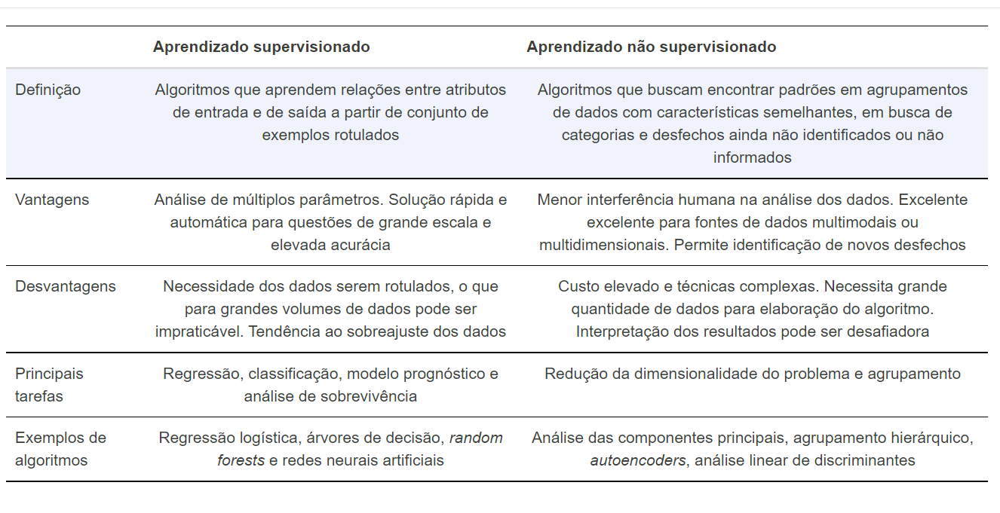 Aprendizado supervisionado Aprendizado não supervisionado
Definição Algoritmos que aprendem relações entre atributos Algoritmos que buscam encontrar padrões em agrupamentos
de entrada e de saída a partir de conjunto de de dados com características semelhantes, em busca de
exemplos rotulados categorias e desfechos ainda não identificados ou não
informados
Vantagens Análise de múltiplos parâmetros. Solução rápida e Menor interferência humana na análise dos dados. Excelente
automática para questões de grande escala e excelente para fontes de dados multimodais ou
elevada acurácia multidimensionais. Permite identificação de novos desfechos
Desvantagens Necessidade dos dados serem rotulados, o que Custo elevado e técnicas complexas. Necessita grande
para grandes volumes de dados pode ser quantidade de dados para elaboração do algoritmo.
impraticável. Tendência ao sobreajuste dos dados Interpretação dos resultados pode ser desafiadora
Principais Regressão, classificação, modelo prognóstico e Redução da dimensionalidade do problema e agrupamento
tarefas análise de sobrevivência
Exemplos de Regressão logística, árvores de decisão, random Análise das componentes principais, agrupamento hierárquico,
algoritmos forests e redes neurais artificiais autoencoders, análise linear de discriminantes